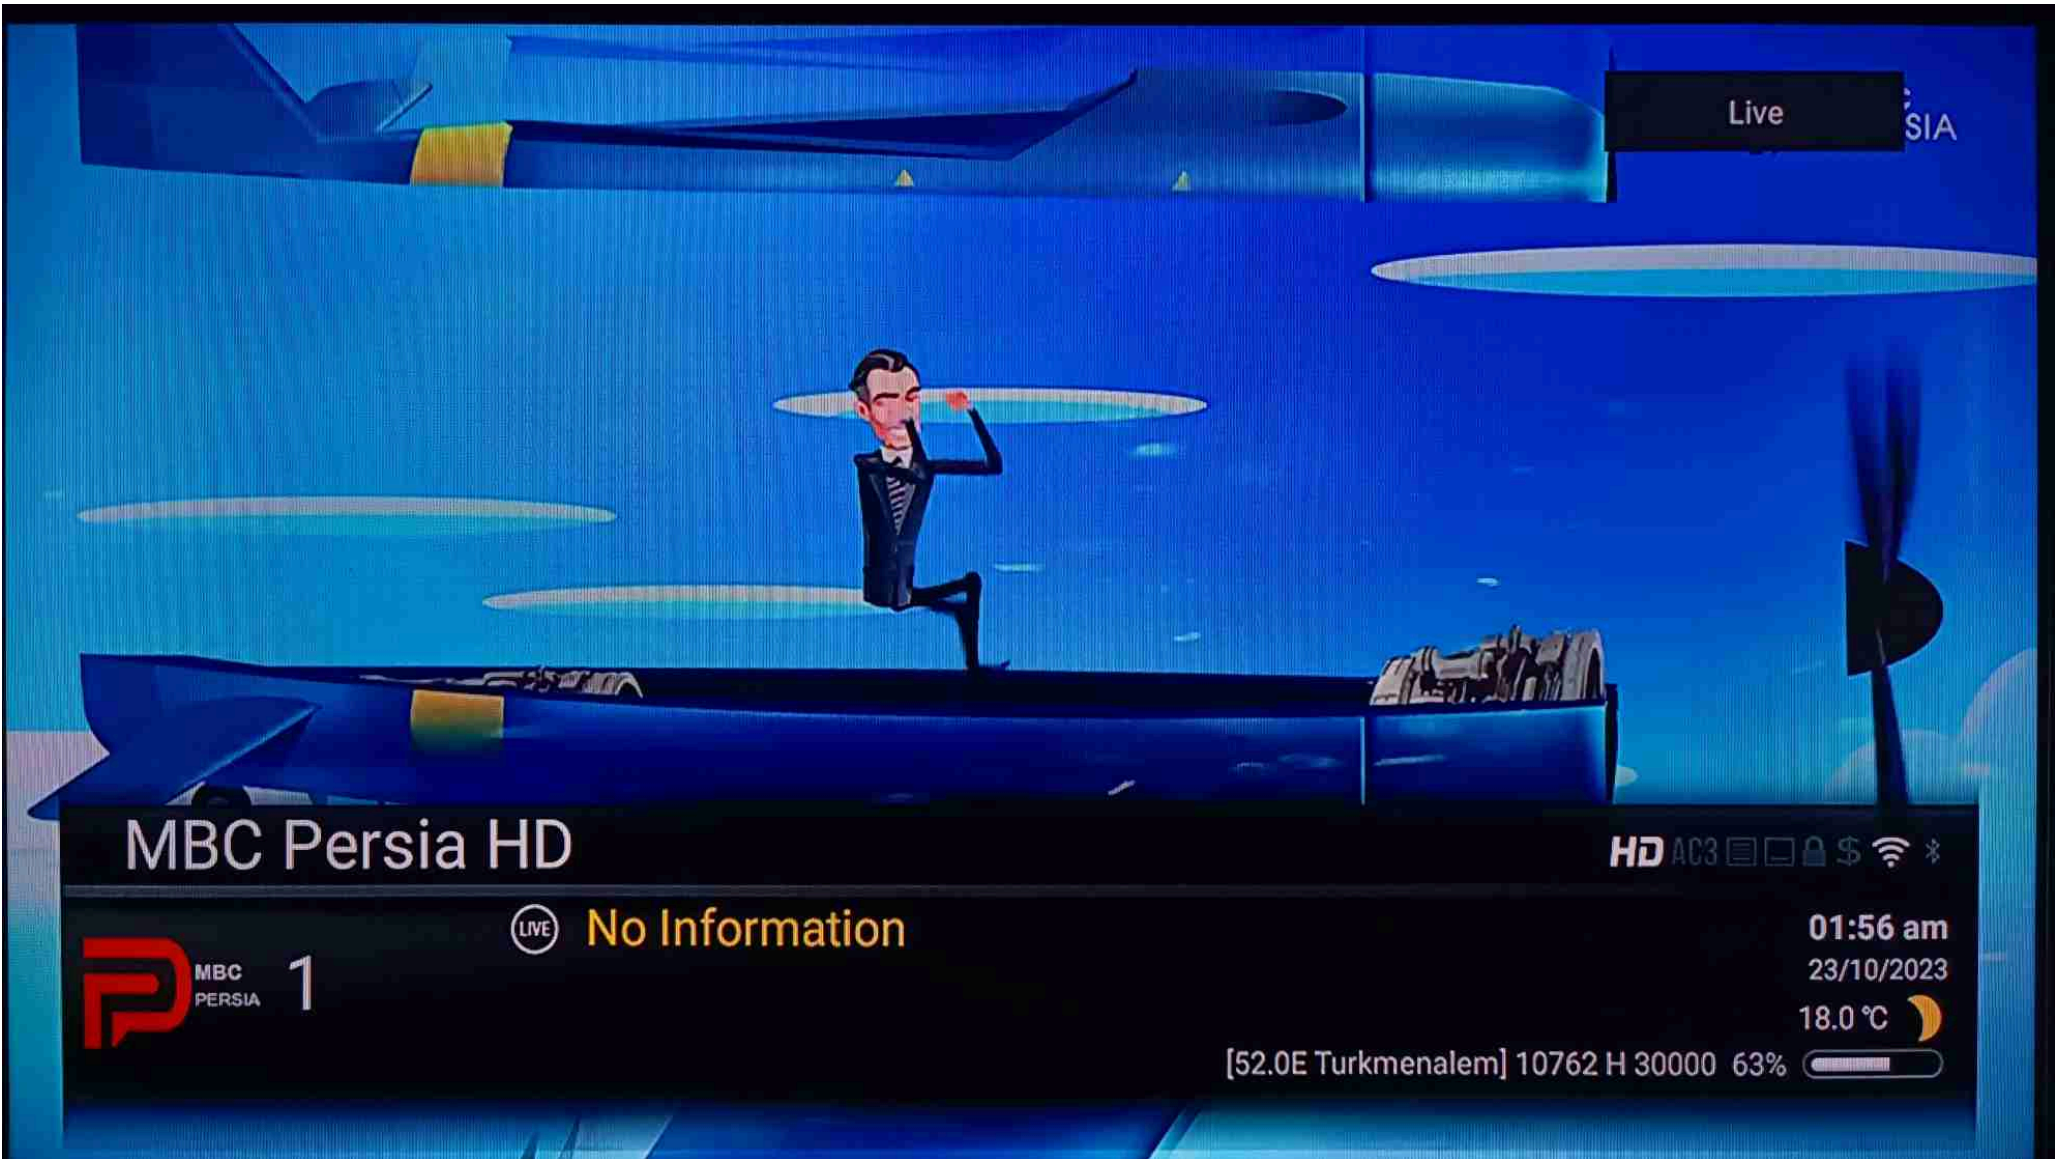 Live
SIA
MBC Persia HD
HD AC3 $
LIVE No Information
01:56 am
MBC
PERSIA
1
23/10/2023
18.0 °C
[52.0E Turkmenalem] 10762 H 30000 63%